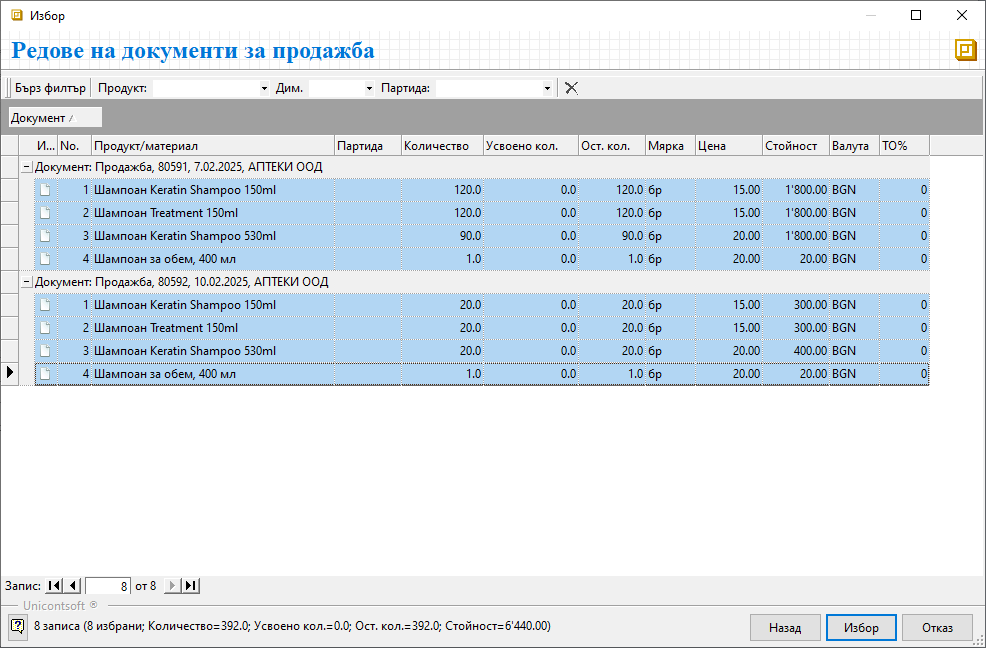 Избор
Редове на документи за продажба
Бърз филтър Продукт: Дим. Партида:
Документ
И... No. Продукт/материал Партида Количество Усвоено кол. Ост. кол. Мярка Цена Стойност Валута ТО%
Документ: Продажба, 80591, 7.02.2025, АПТЕКИ ООД
1 Шампоан Keratin Shampoo 150ml 120.0 0.0 120.0 бр 15.00 1'800.00 BGN 0
2 Шампоан Treatment 150ml 120.0 0.0 120.0 бр 15.00 1'800.00 BGN 0
3 Шампоан Keratin Shampoo 530ml 90.0 0.0 90.0 бр 20.00 1'800.00 BGN 0
4 Шампоан за обем, 400 мл 1.0 0.0 1.0 бр 20.00 20.00 BGN 0
Документ: Продажба, 80592, 10.02.2025, АПТЕКИ ООД
1 Шампоан Keratin Shampoo 150ml 20.0 0.0 20.0 бр 15.00 300.00 BGN 0
2 Шампоан Treatment 150ml 20.0 0.0 20.0 бр 15.00 300.00 BGN 0
3 Шампоан Keratin Shampoo 530ml 20.0 0.0 20.0 бр 20.00 400.00 BGN 0
4 Шампоан за обем, 400 мл 1.0 0.0 1.0 бр 20.00 20.00 BGN 0
Запис: 8 от 8
Unicontsoft ®
8 записа (8 избрани; Количество=392.0; Усвоено кол.=0.0; Ост. кол.=392.0; Стойност=6'440.00)
Назад Избор Отказ